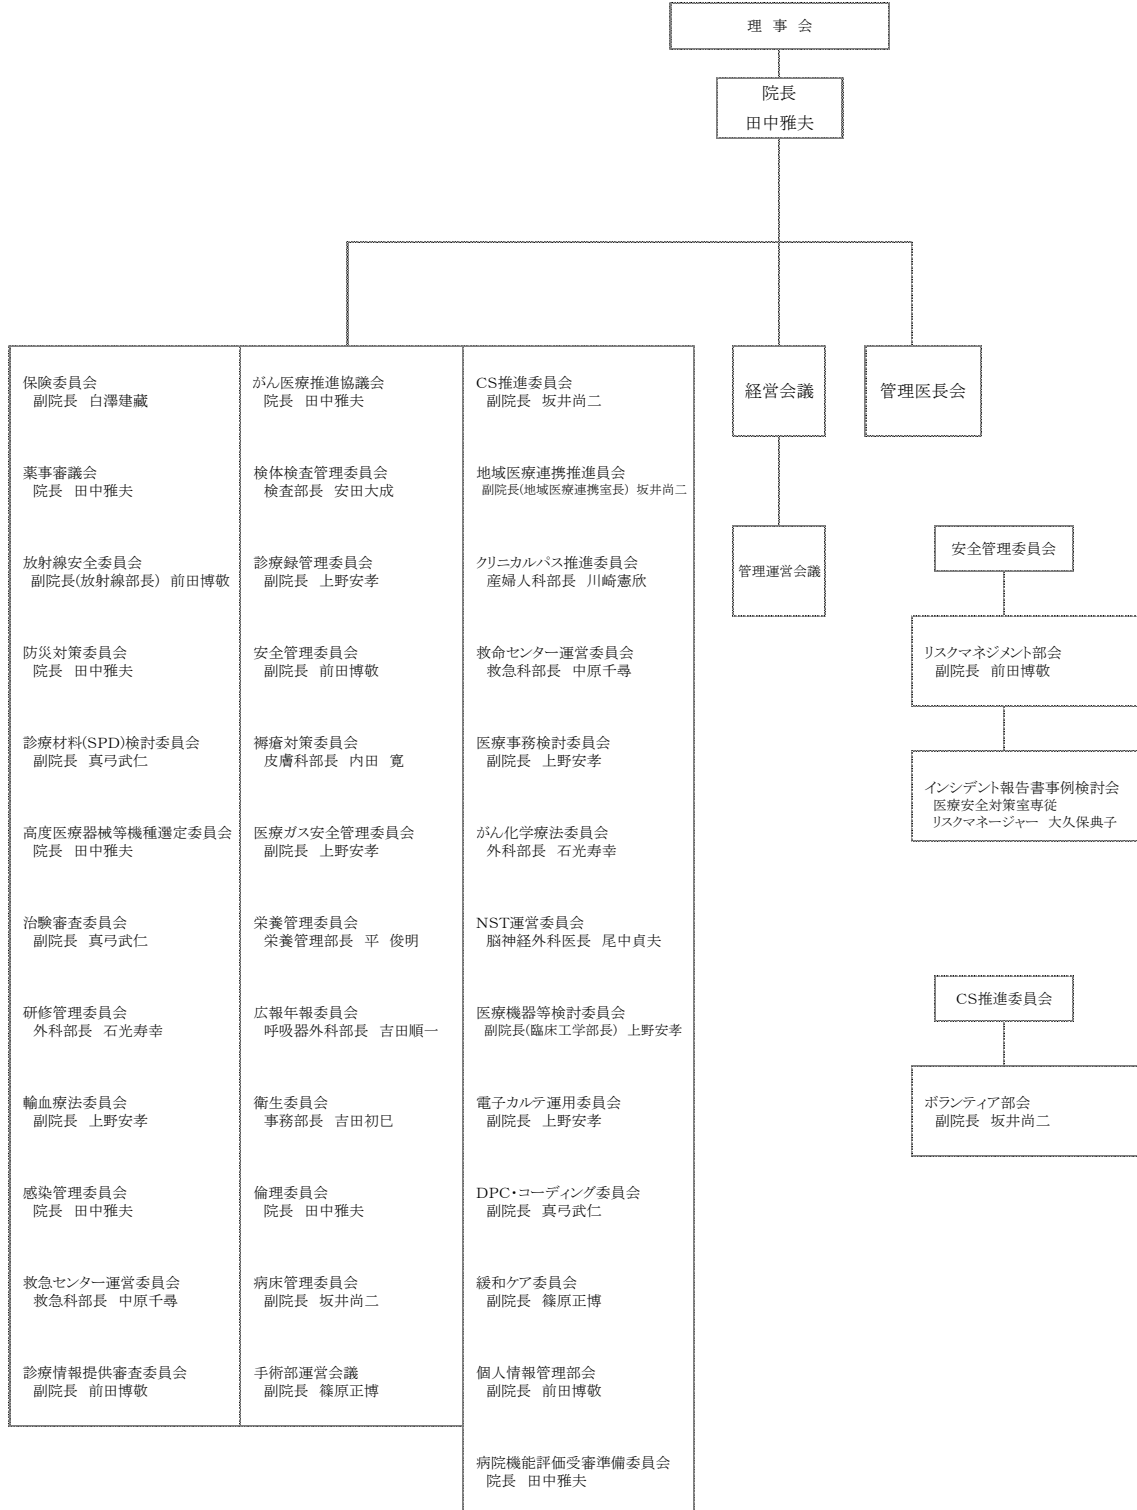 理 事 会
院長
田中雅夫
保険委員会
副院長 白澤建藏
薬事審議会
院長 田中雅夫
放射線安全委員会
副院長(放射線部長) 前田博敬
防災対策委員会
院長 田中雅夫
診療材料(SPD)検討委員会
副院長 真弓武仁
高度医療器械等機種選定委員会
院長 田中雅夫
治験審査委員会
副院長 真弓武仁
研修管理委員会
外科部長 石光寿幸
輸血療法委員会
副院長 上野安孝
感染管理委員会
院長 田中雅夫
救急センター運営委員会
救急科部長 中原千尋
診療情報提供審査委員会
副院長 前田博敬
がん医療推進協議会
院長 田中雅夫
検体検査管理委員会
検査部長 安田大成
診療録管理委員会
副院長 上野安孝
安全管理委員会
副院長 前田博敬
褥瘡対策委員会
皮膚科部長 内田 寛
医療ガス安全管理委員会
副院長 上野安孝
栄養管理委員会
栄養管理部長 平 俊明
広報年報委員会
呼吸器外科部長 吉田順一
衛生委員会
事務部長 吉田初巳
倫理委員会
院長 田中雅夫
病床管理委員会
副院長 坂井尚二
手術部運営会議
副院長 篠原正博
CS推進委員会
副院長 坂井尚二
地域医療連携推進員会
副院長(地域医療連携室長) 坂井尚二
クリニカルパス推進委員会
産婦人科部長 川崎憲欣
救命センター運営委員会
救急科部長 中原千尋
医療事務検討委員会
副院長 上野安孝
がん化学療法委員会
外科部長 石光寿幸
NST運営委員会
脳神経外科医長 尾中貞夫
医療機器等検討委員会
副院長(臨床工学部長) 上野安孝
電子カルテ運用委員会
副院長 上野安孝
DPC・コーディング委員会
副院長 真弓武仁
緩和ケア委員会
副院長 篠原正博
個人情報管理部会
副院長 前田博敬
病院機能評価受審準備委員会
院長 田中雅夫
経営会議
管理運営会議
管理医長会
安全管理委員会
リスクマネジメント部会
副院長 前田博敬
インシデント報告書事例検討会
医療安全対策室専従
リスクマネージャー 大久保典子
CS推進委員会
ボランティア部会
副院長 坂井尚二